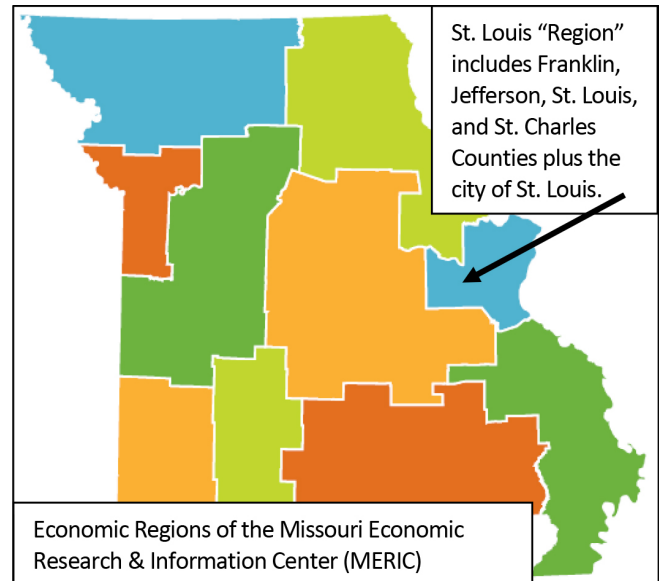 St. Louis “Region”
includes Franklin,
Jefferson, St. Louis,
and St. Charles
Counties plus the
city of St. Louis.
Economic Regions of the Missouri Economic
Research & Information Center (MERIC)